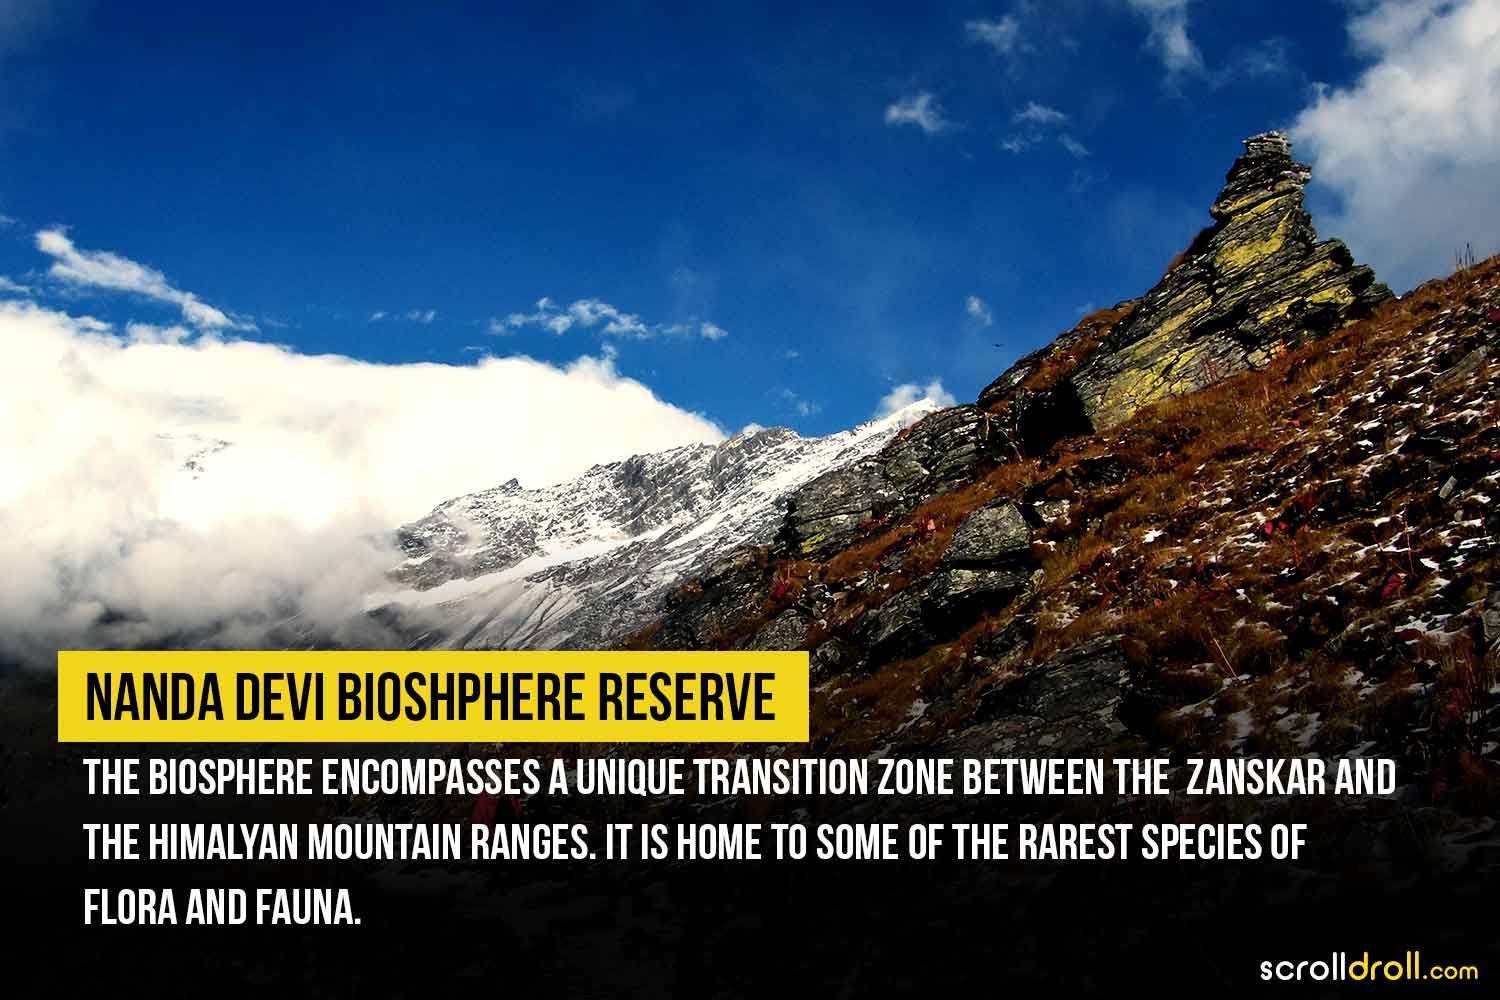 NANDA DEVI BIOSHPHERE RESERVE
THE BIOSPHERE ENCOMPASSES A UNIQUE TRANSITION ZONE BETWEEN THE ZANSKAR AND
THE HIMALYAN MOUNTAIN RANGES. IT IS HOME TO SOME OF THE RAREST SPECIES OF
FLORA AND FAUNA.
scrolldroll.com